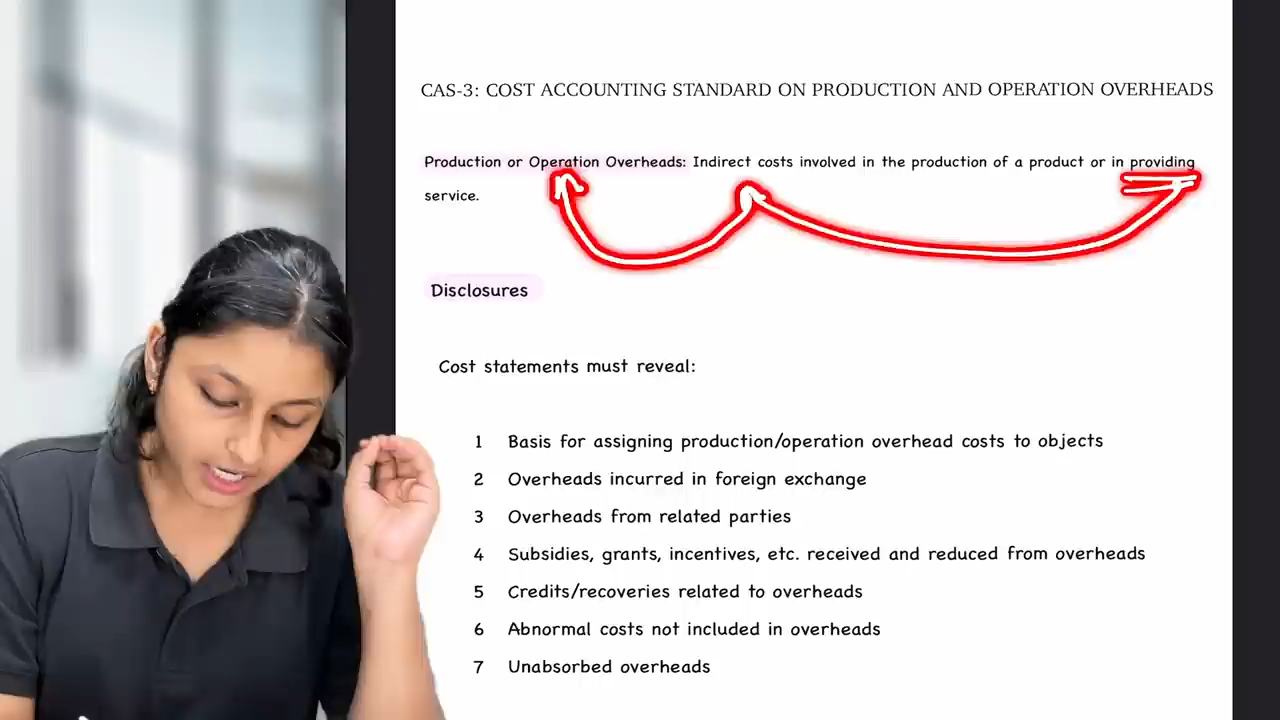 CAS-3: COST ACCOUNTING STANDARD ON PRODUCTION AND OPERATION OVERHEADS
Production or Operation Overheads: Indirect costs involved in the production of a product or in providing
service.
Disclosures
Cost statements must reveal:
1 Basis for assigning production/operation overhead costs to objects
2 Overheads incurred in foreign exchange
3 Overheads from related parties
4 Subsidies, grants, incentives, etc. received and reduced from overheads
5 Credits/recoveries related to overheads
6 Abnormal costs not included in overheads
7 Unabsorbed overheads